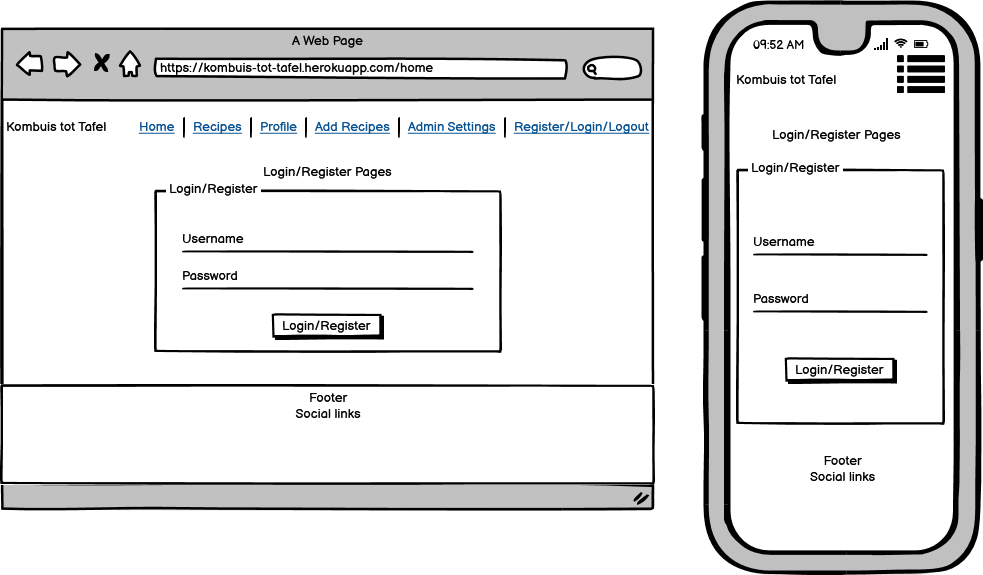 A Web Page
https://kombuis-tot-tafel.herokuapp.com/home
Kombuis tot Tafel
Home
Recipes
Profile
Add Recipes
Admin Settings
Register/Login/Logout
Login/Register Pages
Login/Register
Username
Password
Login/Register
Footer
Social links
09:52 AM
Kombuis tot Tafel
Login/Register Pages
Login/Register
Username
Password
Login/Register
Footer
Social links